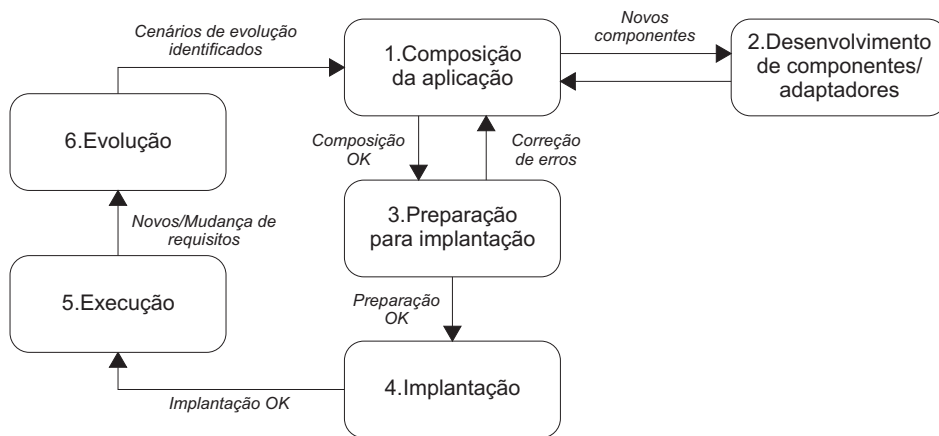 Cenários de evolução
identificados
1.Composição
da aplicação
Novos
componentes
2.Desenvolvimento
de componentes/
adaptadores
6.Evolução
Composição
OK
Correção
de erros
3.Preparação
para implantação
Novos/Mudança de
requisitos
5.Execução
Preparação
OK
4.Implantação
Implantação OK